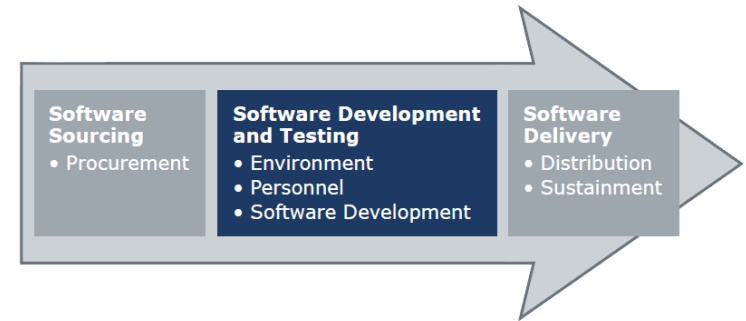 Software
Sourcing
• Procurement
Software Development
and Testing
• Environment
• Personnel
• Software Development
Software
Delivery
• Distribution
• Sustainment